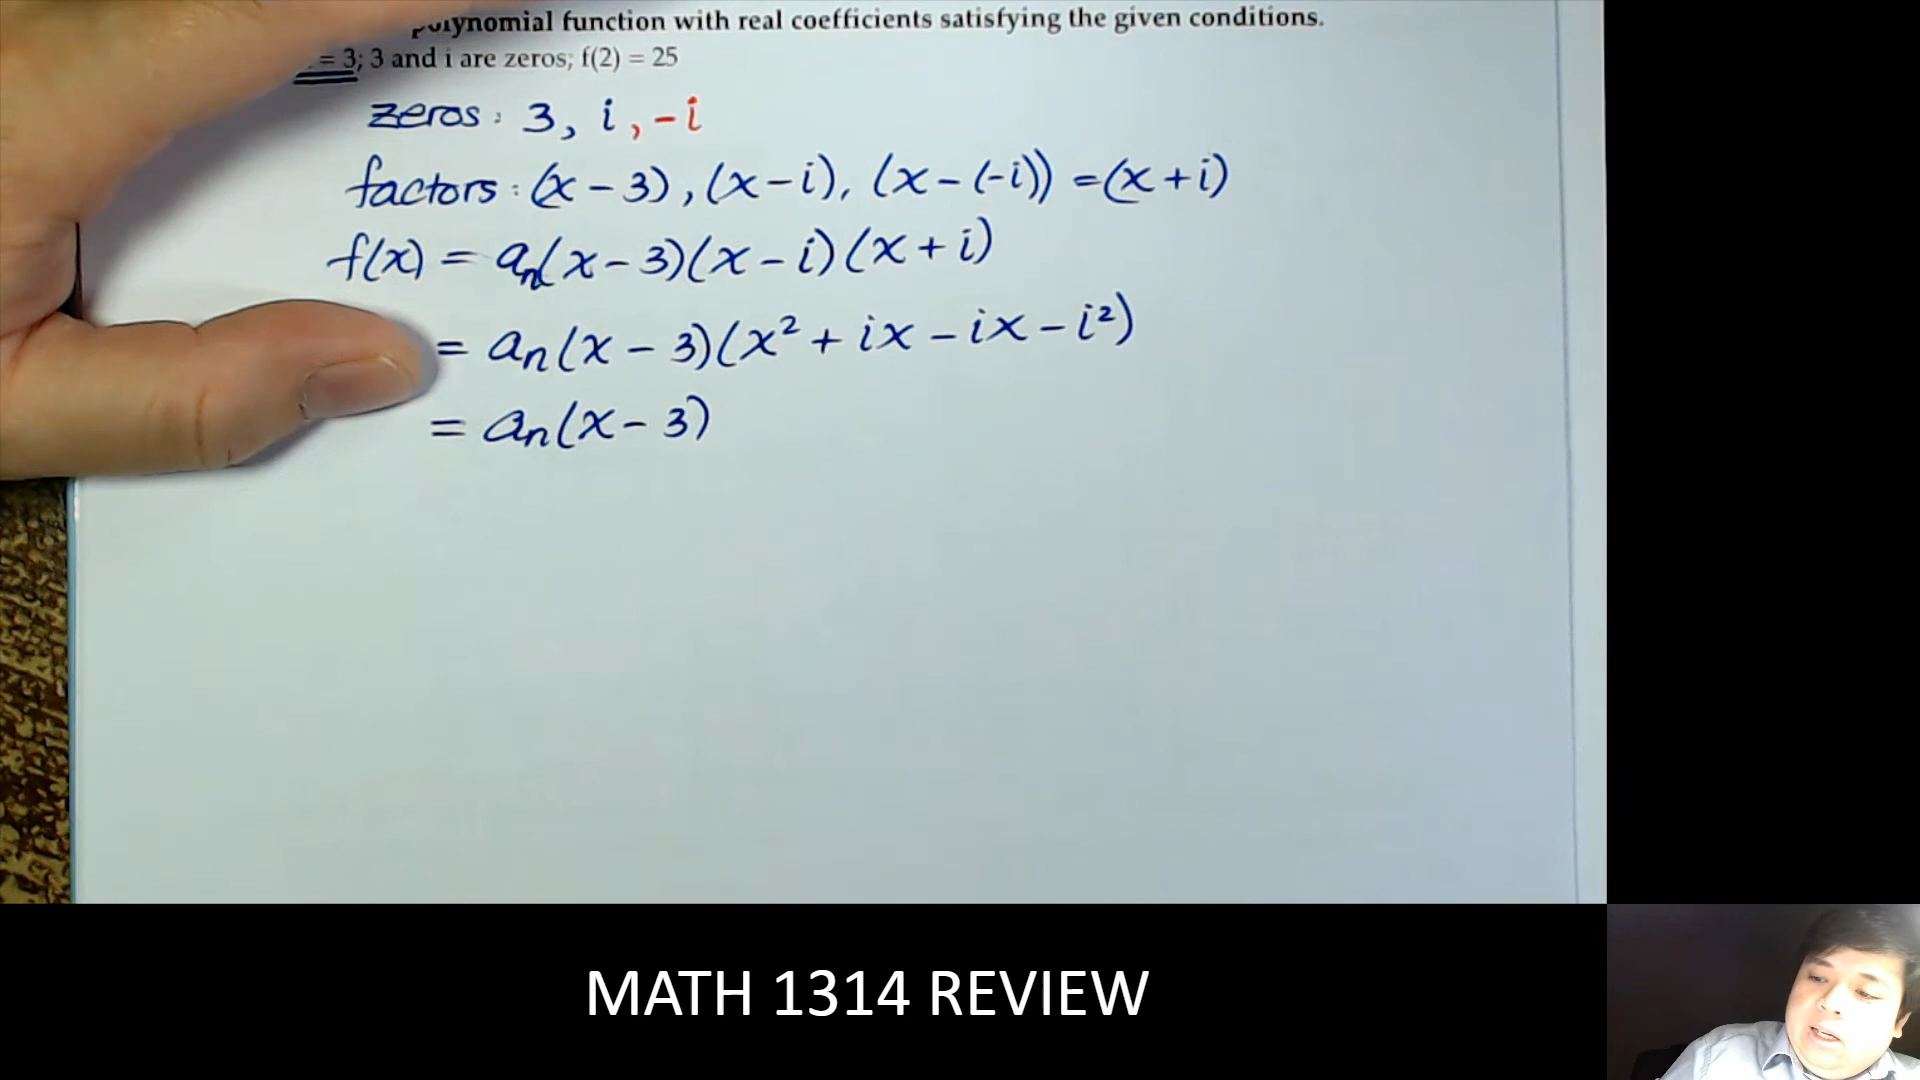 polynomial function with real coefficients satisfying the given conditions.
= 3; 3 and i are zeros; f(2) = 25
zeros: 3, i, -i
factors: (x - 3), (x - i), (x - (-i)) = (x + i)
f(x) = aₙ(x - 3)(x - i)(x + i)
= aₙ(x - 3)(x² + ix - ix - i²)
= aₙ(x - 3)
MATH 1314 REVIEW